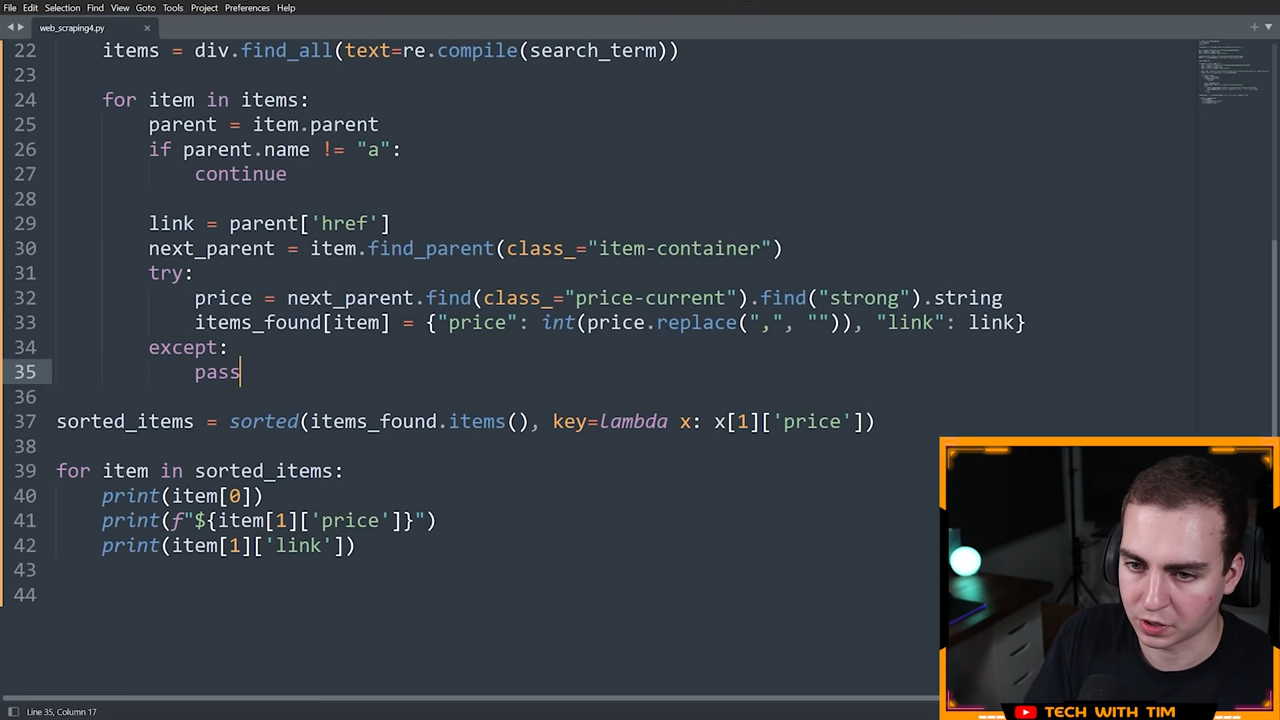 File Edit Selection Find View Goto Tools Project Preferences Help
web_scraping4.py
22 items = div.find_all(text=re.compile(search_term))
23
24 for item in items:
25 parent = item.parent
26 if parent.name != "a":
27 continue
28
29 link = parent['href']
30 next_parent = item.find_parent(class_="item-container")
31 try:
32 price = next_parent.find(class_="price-current").find("strong").string
33 items_found[item] = {"price": int(price.replace(",", "")), "link": link}
34 except:
35 pass
36
37 sorted_items = sorted(items_found.items(), key=lambda x: x[1]['price'])
38
39 for item in sorted_items:
40 print(item[0])
41 print(f"${item[1]['price']}")
42 print(item[1]['link'])
43
44
TECH WITH TIM
Line 35, Column 17